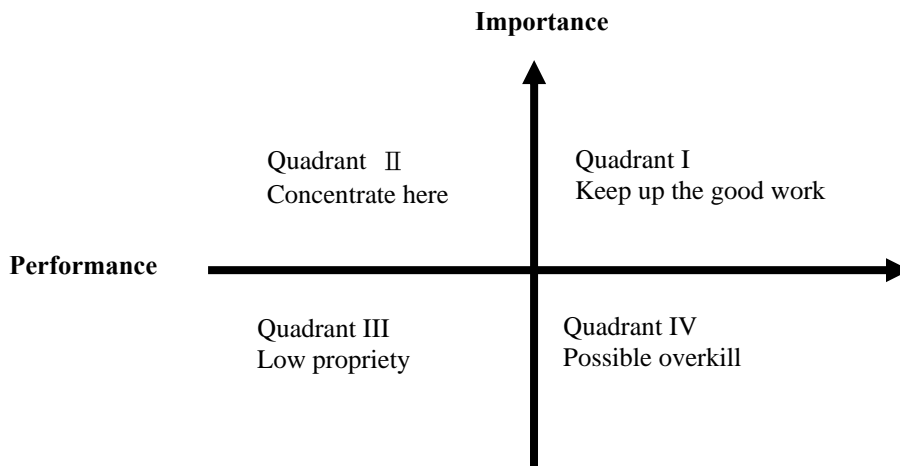 Importance
Quadrant Ⅱ
Concentrate here
Quadrant I
Keep up the good work
Performance
Quadrant III
Low propriety
Quadrant IV
Possible overkill